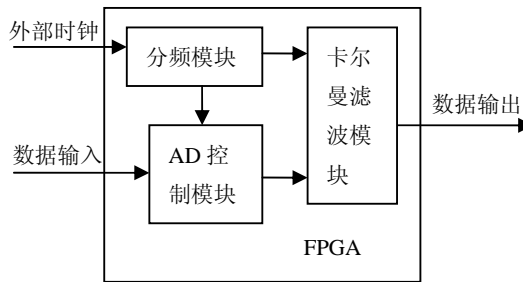 外部时钟
分频模块
卡尔
曼滤
波模
块
数据输出
数据输入
AD 控
制模块
FPGA